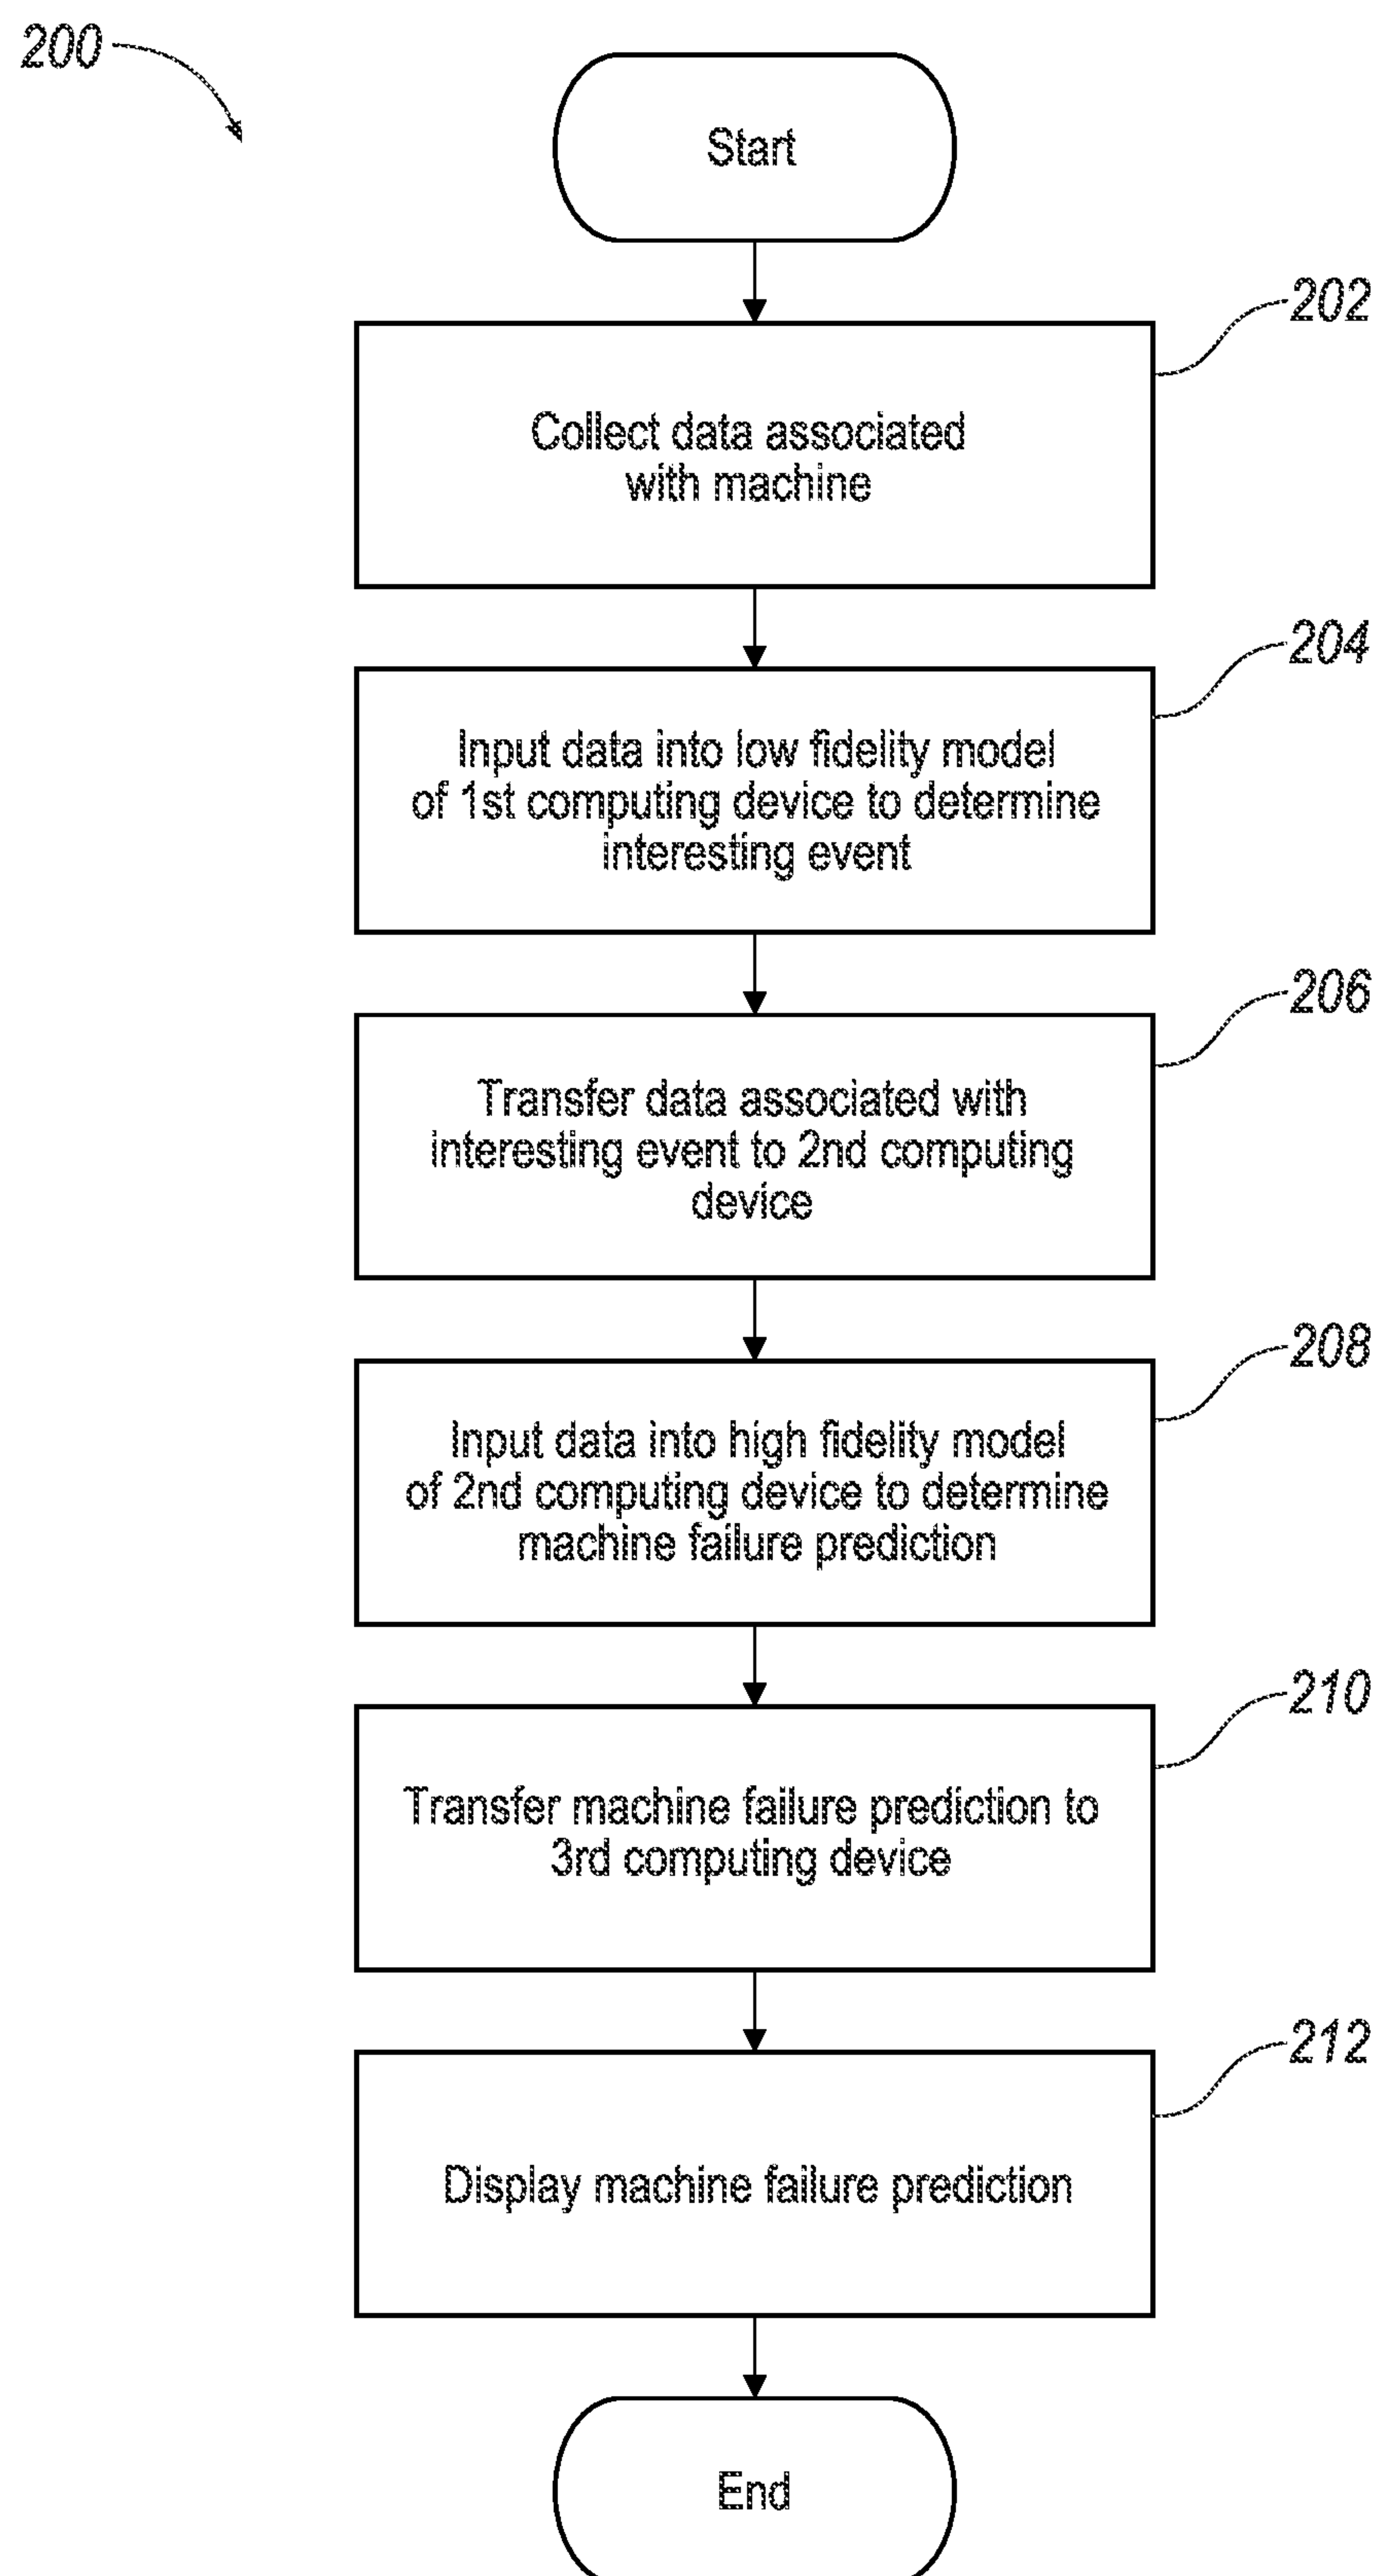 200
Start
202
Collect data associated
with machine
204
Input data into low fidelity model
of 1st computing device to determine
interesting event
206
Transfer data associated with
interesting event to 2nd computing
device
208
Input data into high fidelity model
of 2nd computing device to determine
machine failure prediction
210
Transfer machine failure prediction to
3rd computing device
212
Display machine failure prediction
End